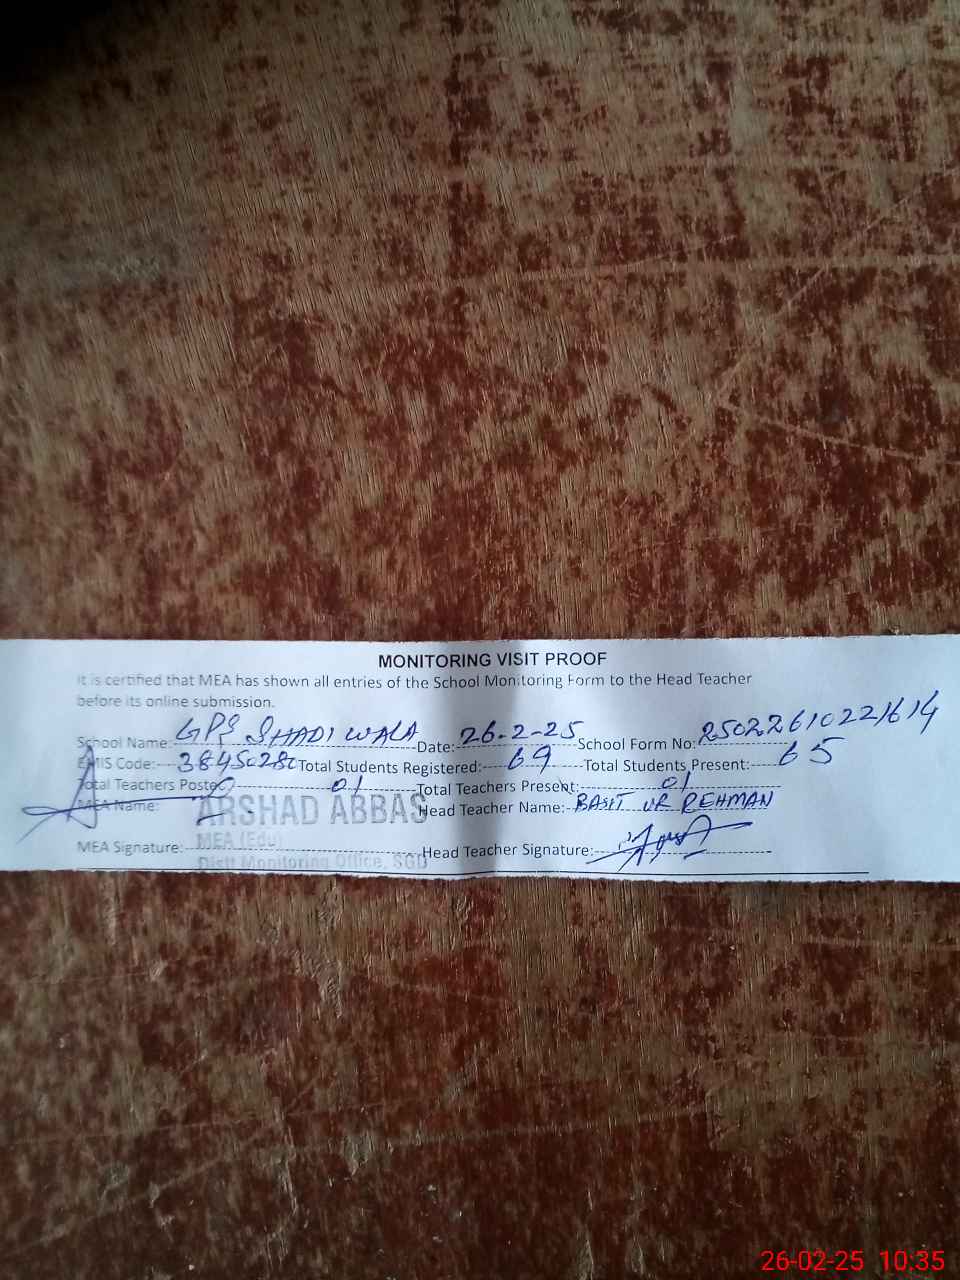 MONITORING VISIT PROOF
It is certified that MEA has shown all entries of the School Monitoring Form to the Head Teacher
before its online submission.
School Name: GPS SHADI WALA Date: 26-2-25 School Form No: 25022610221614
EMIS Code: 38450280 Total Students Registered: 69 Total Students Present: 65
Total Teachers Posted 01 Total Teachers Present: 01
MEA Name: ARSHAD ABBAS Head Teacher Name: BASIT UR REHMAN
MEA (Edu)
MEA Signature: Head Teacher Signature:
Distt Monitoring Office, SGD
26-02-25 10:35